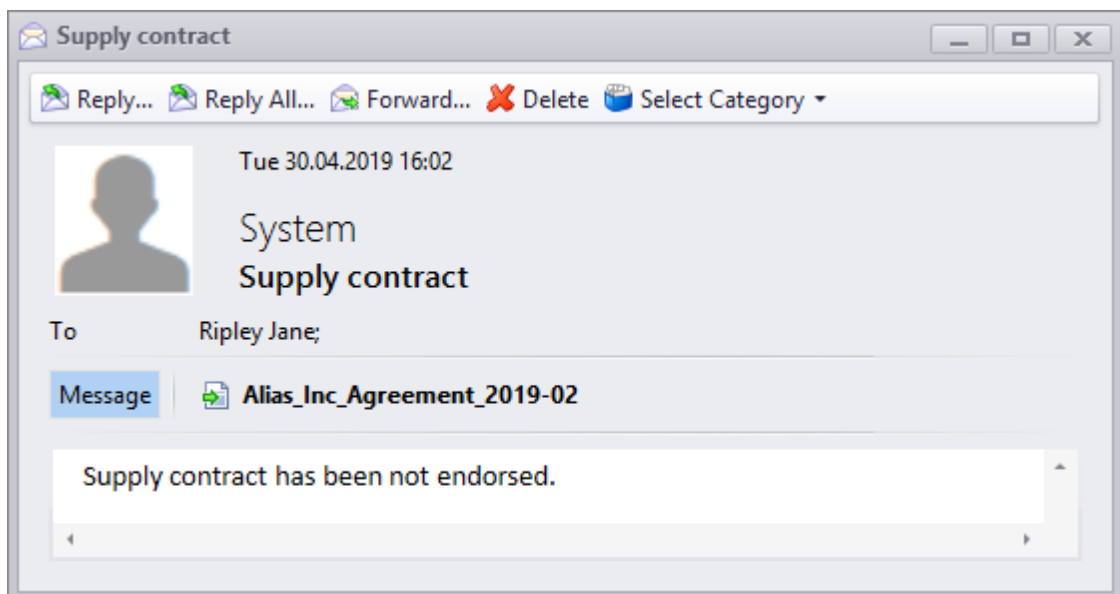 Supply contract
Reply... Reply All... Forward... Delete Select Category
Tue 30.04.2019 16:02
System
Supply contract
To Ripley Jane;
Message Alias_Inc_Agreement_2019-02
Supply contract has been not endorsed.